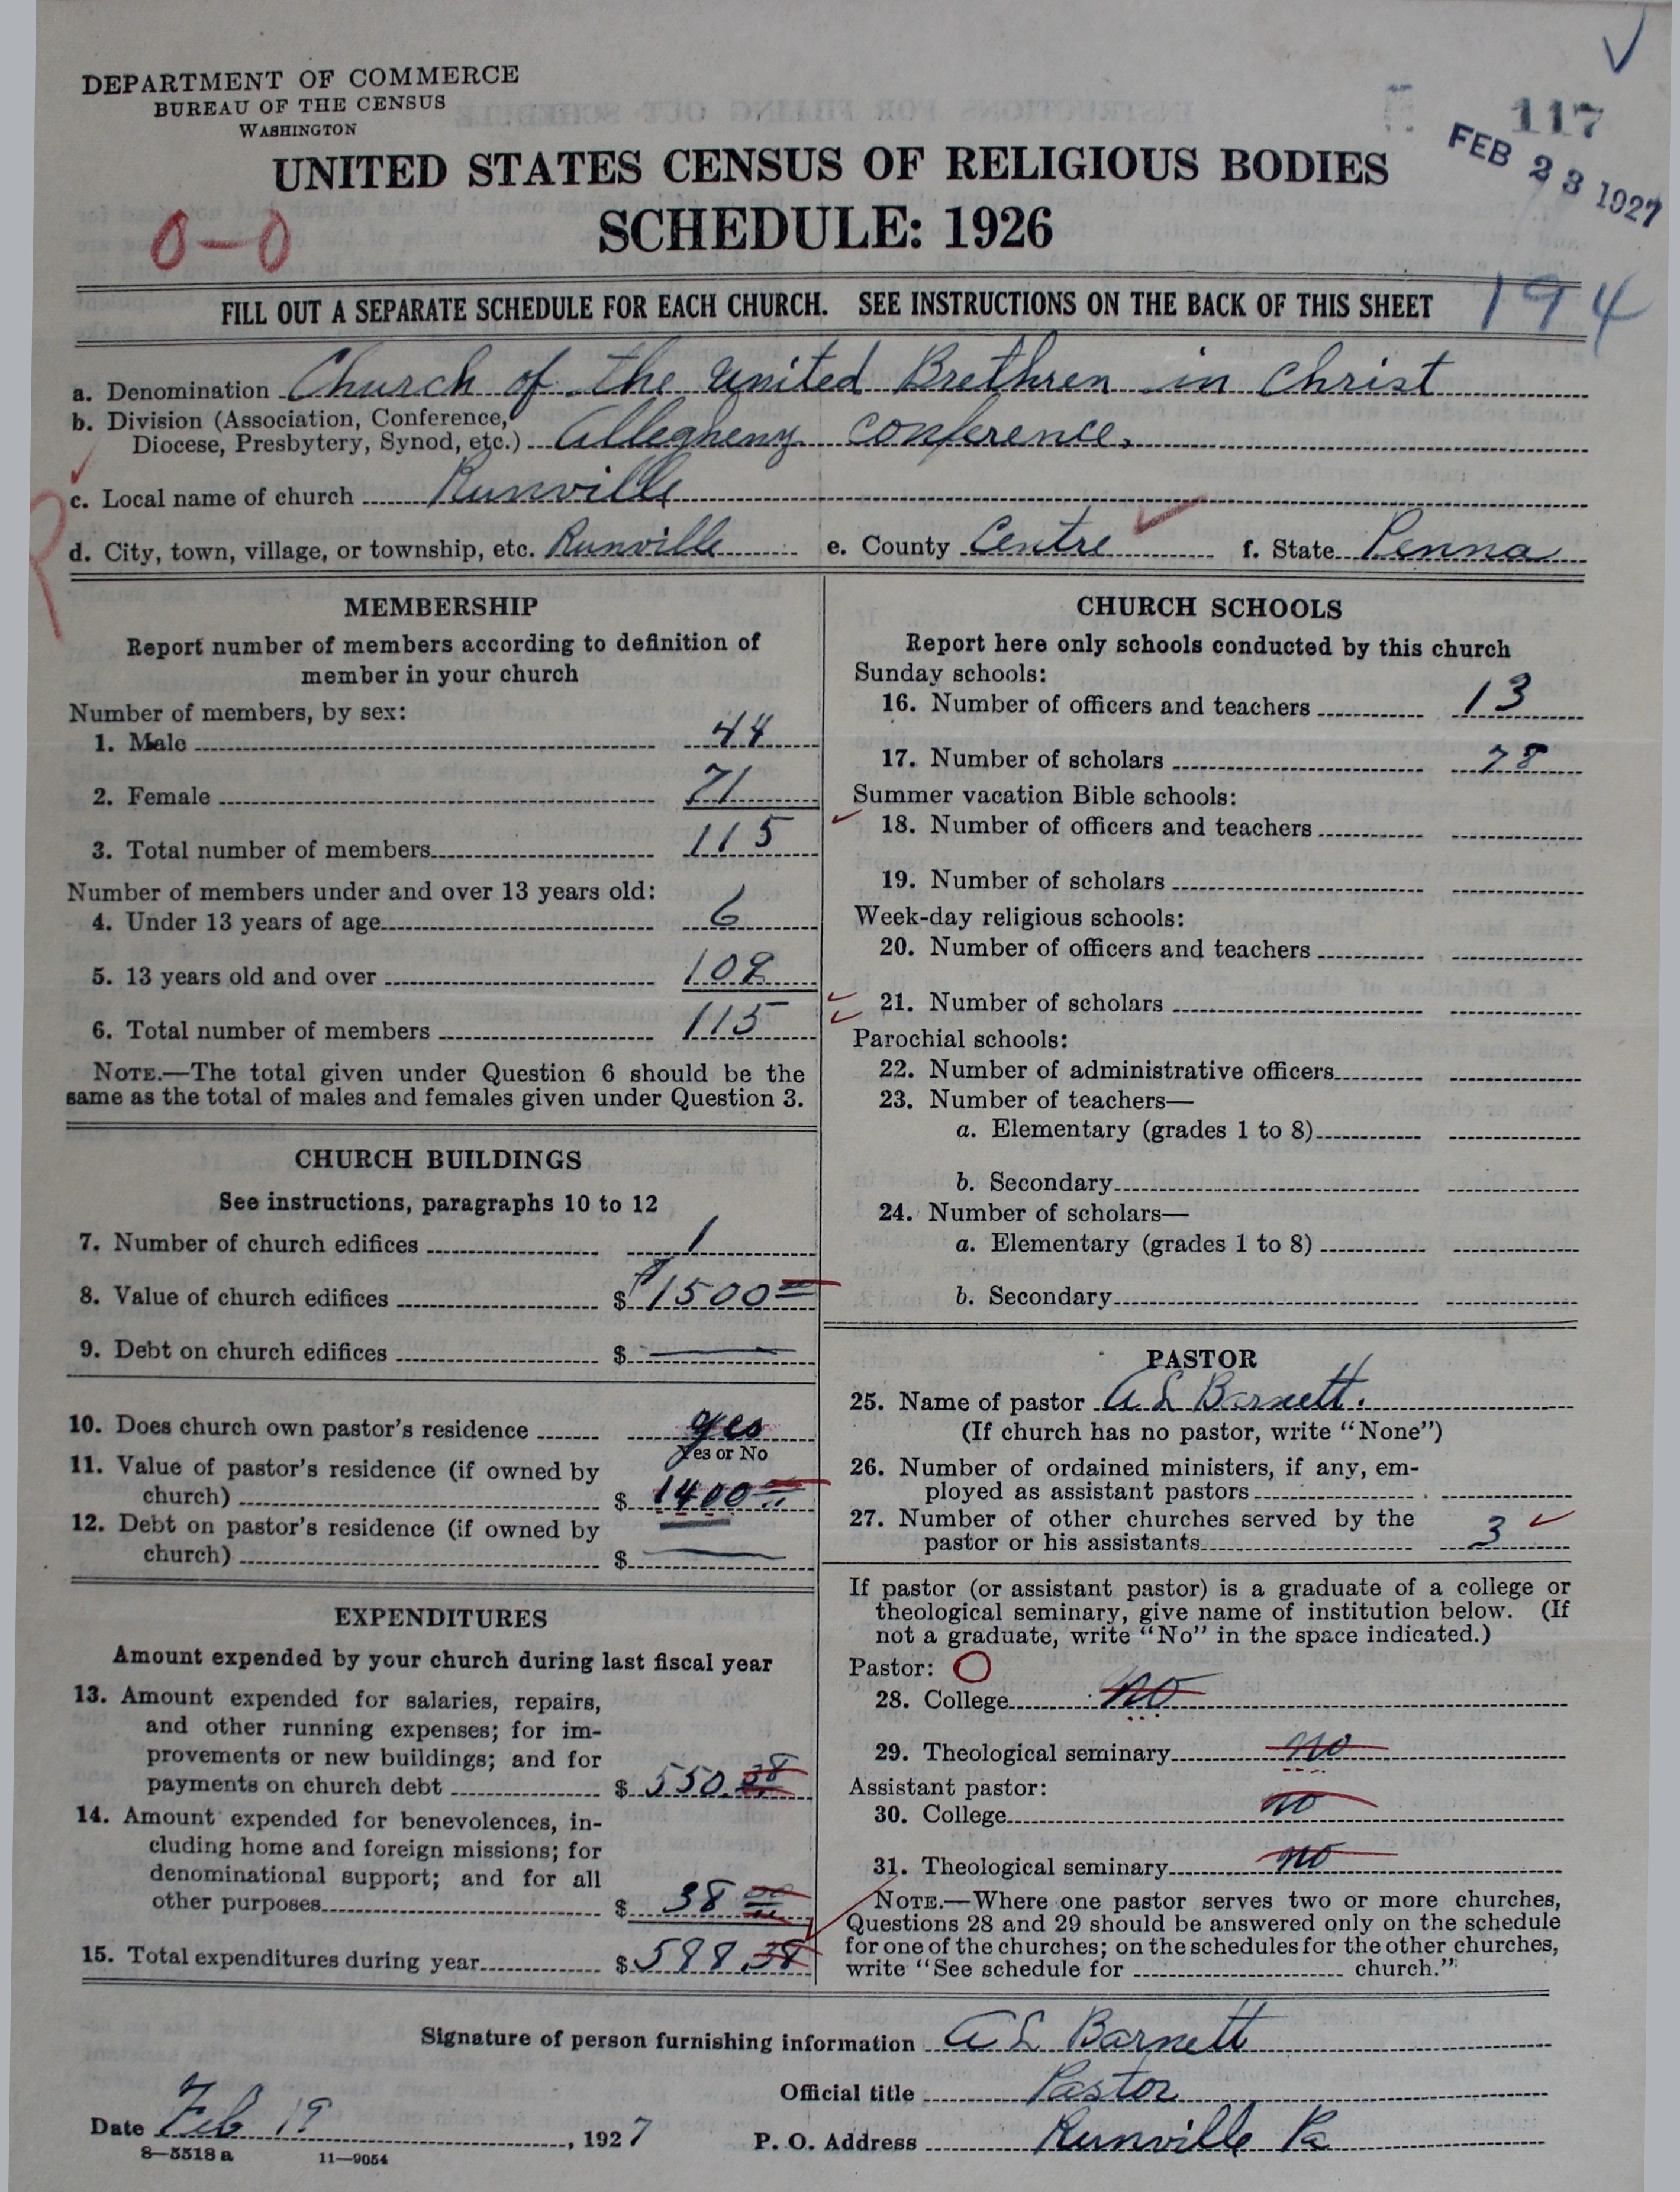 DEPARTMENT OF COMMERCE
BUREAU OF THE CENSUS
WASHINGTON
117
FEB 23 1927
UNITED STATES CENSUS OF RELIGIOUS BODIES
SCHEDULE: 1926
0-0
FILL OUT A SEPARATE SCHEDULE FOR EACH CHURCH. SEE INSTRUCTIONS ON THE BACK OF THIS SHEET
194
a. Denomination Church of the United Brethren in Christ
b. Division (Association, Conference,
Diocese, Presbytery, Synod, etc.) Allegheny conference.
c. Local name of church Runville
d. City, town, village, or township, etc. Runville e. County Centre f. State Penna
MEMBERSHIP
Report number of members according to definition of
member in your church
Number of members, by sex:
1. Male 44
2. Female 71
3. Total number of members 115
Number of members under and over 13 years old:
4. Under 13 years of age 6
5. 13 years old and over 109
6. Total number of members 115
NOTE.—The total given under Question 6 should be the
same as the total of males and females given under Question 3.
CHURCH BUILDINGS
See instructions, paragraphs 10 to 12
7. Number of church edifices 1
8. Value of church edifices $ $1500 00
9. Debt on church edifices $ —
10. Does church own pastor's residence yes
Yes or No
11. Value of pastor's residence (if owned by
church) $ 1400
12. Debt on pastor's residence (if owned by
church) $ —
EXPENDITURES
Amount expended by your church during last fiscal year
13. Amount expended for salaries, repairs,
and other running expenses; for im-
provements or new buildings; and for
payments on church debt $ 550.38
14. Amount expended for benevolences, in-
cluding home and foreign missions; for
denominational support; and for all
other purposes $ 38 00
15. Total expenditures during year $ 588.38
CHURCH SCHOOLS
Report here only schools conducted by this church
Sunday schools:
16. Number of officers and teachers 13
17. Number of scholars 78
Summer vacation Bible schools:
18. Number of officers and teachers
19. Number of scholars
Week-day religious schools:
20. Number of officers and teachers
21. Number of scholars
Parochial schools:
22. Number of administrative officers
23. Number of teachers—
a. Elementary (grades 1 to 8)
b. Secondary
24. Number of scholars—
a. Elementary (grades 1 to 8)
b. Secondary
PASTOR
25. Name of pastor A L Barnett.
(If church has no pastor, write "None")
26. Number of ordained ministers, if any, em-
ployed as assistant pastors
27. Number of other churches served by the
pastor or his assistants 3
If pastor (or assistant pastor) is a graduate of a college or
theological seminary, give name of institution below. (If
not a graduate, write "No" in the space indicated.)
Pastor: O
28. College no
29. Theological seminary no
Assistant pastor:
30. College no
31. Theological seminary no
NOTE.—Where one pastor serves two or more churches,
Questions 28 and 29 should be answered only on the schedule
for one of the churches; on the schedules for the other churches,
write "See schedule for church."
Signature of person furnishing information A L Barnett
Official title Pastor
Date Feb 19, 1927 P. O. Address Runville Pa
8—5518 a 11—9054